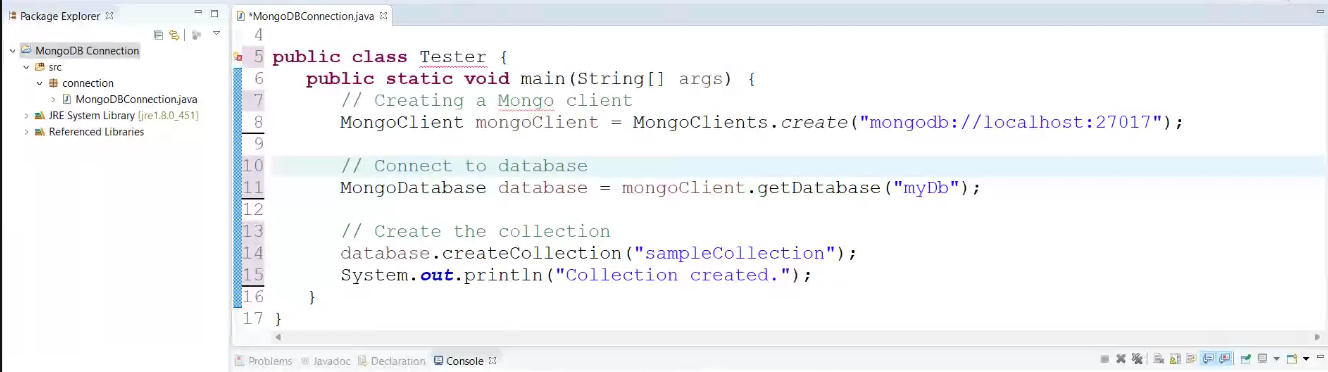 Package Explorer
MongoDB Connection
src
connection
MongoDBConnection.java
JRE System Library [jre1.8.0_451]
Referenced Libraries
*MongoDBConnection.java
4
5 public class Tester {
6 public static void main(String[] args) {
7 // Creating a Mongo client
8 MongoClient mongoClient = MongoClients.create("mongodb://localhost:27017");
9
10 // Connect to database
11 MongoDatabase database = mongoClient.getDatabase("myDb");
12
13 // Create the collection
14 database.createCollection("sampleCollection");
15 System.out.println("Collection created.");
16 }
17 }
Problems Javadoc Declaration Console